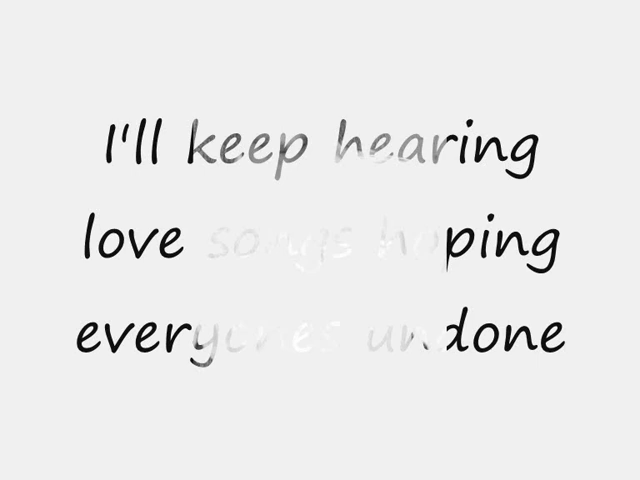 I'll keep hearing
love songs hoping
everyones undone